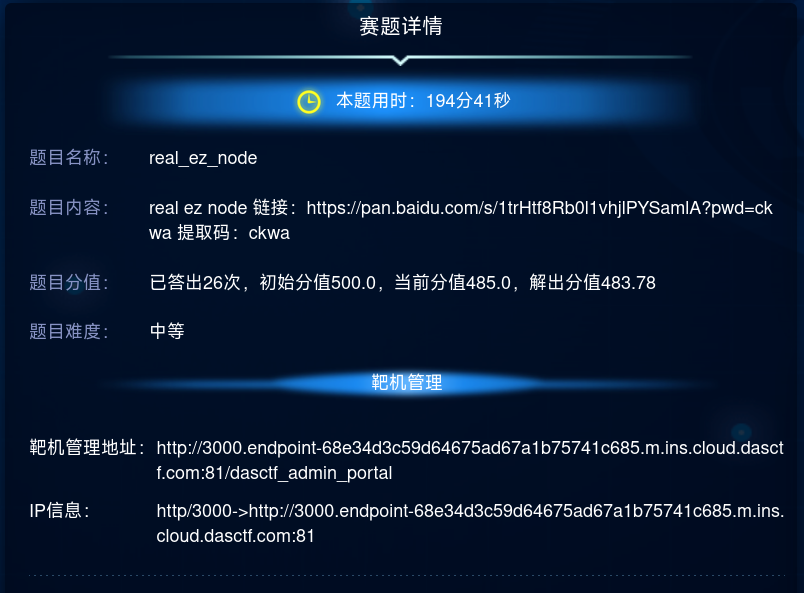 赛题详情
本题用时：194分41秒
题目名称： real_ez_node
题目内容： real ez node 链接：https://pan.baidu.com/s/1trHtf8Rb0l1vhjlPYSamlA?pwd=ck
wa 提取码：ckwa
题目分值： 已答出26次，初始分值500.0，当前分值485.0，解出分值483.78
题目难度： 中等
靶机管理
靶机管理地址： http://3000.endpoint-68e34d3c59d64675ad67a1b75741c685.m.ins.cloud.dasct
f.com:81/dasctf_admin_portal
IP信息： http/3000->http://3000.endpoint-68e34d3c59d64675ad67a1b75741c685.m.ins.
cloud.dasctf.com:81